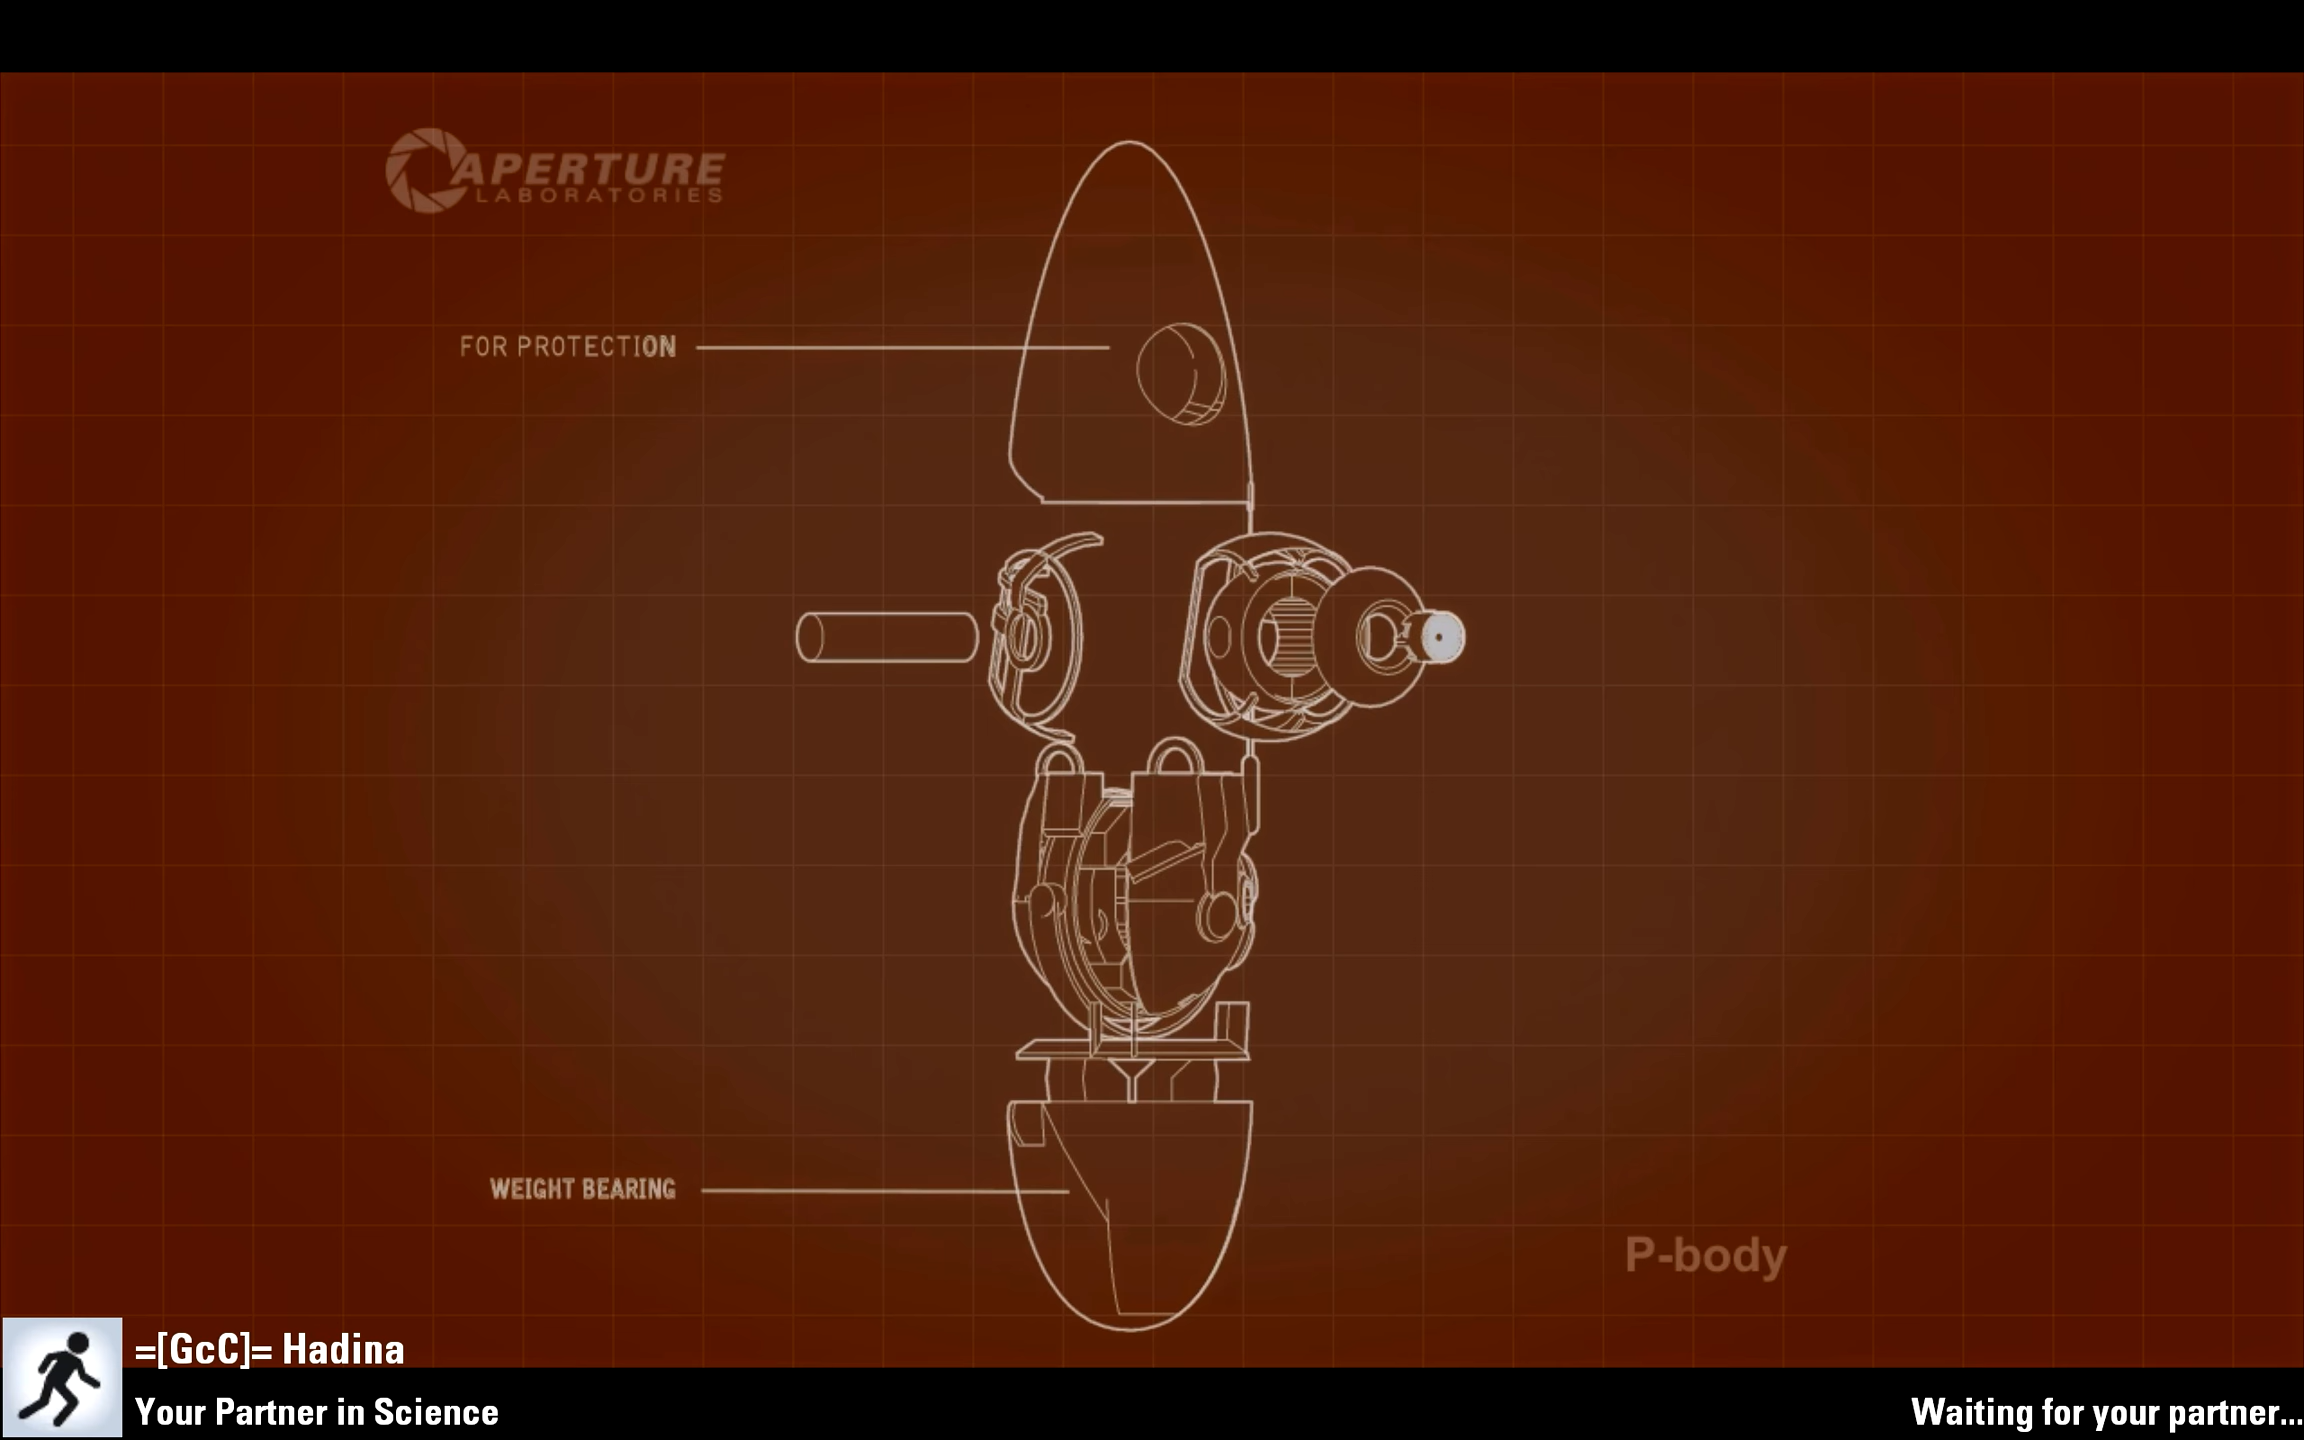 APERTURE
LABORATORIES
FOR PROTECTION
WEIGHT BEARING
P-body
=[GcC]= Hadina
Your Partner in Science
Waiting for your partner...